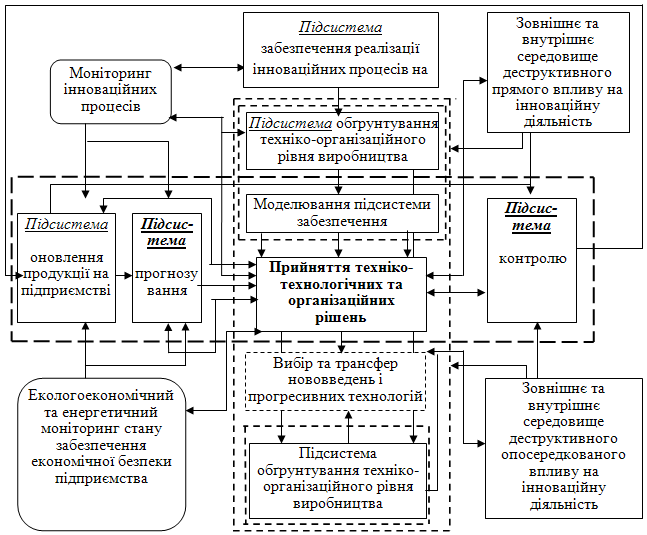 Підсистема
забезпечення реалізації
інноваційних процесів на
Зовнішнє та
внутрішнє
середовище
деструктивного
прямого впливу на
інноваційну
діяльність
Моніторинг
інноваційних
процесів
Підсистема обґрунтування
техніко-організаційного
рівня виробництва
Моделювання підсистеми
забезпечення
Підсистема
оновлення
продукції на
підприємстві
Підсис-
тема
прогнозу
вання
Прийняття техніко-
технологічних та
організаційних
рішень
Підсис-
тема
контролю
Вибір та трансфер
нововведень і
прогресивних технологій
Екологоекономічний
та енергетичний
моніторинг стану
забезпечення
економічної безпеки
підприємства
Підсистема
обґрунтування техніко-
організаційного рівня
виробництва
Зовнішнє та
внутрішнє
середовище
деструктивного
опосередкованого
впливу на
інноваційну
діяльність